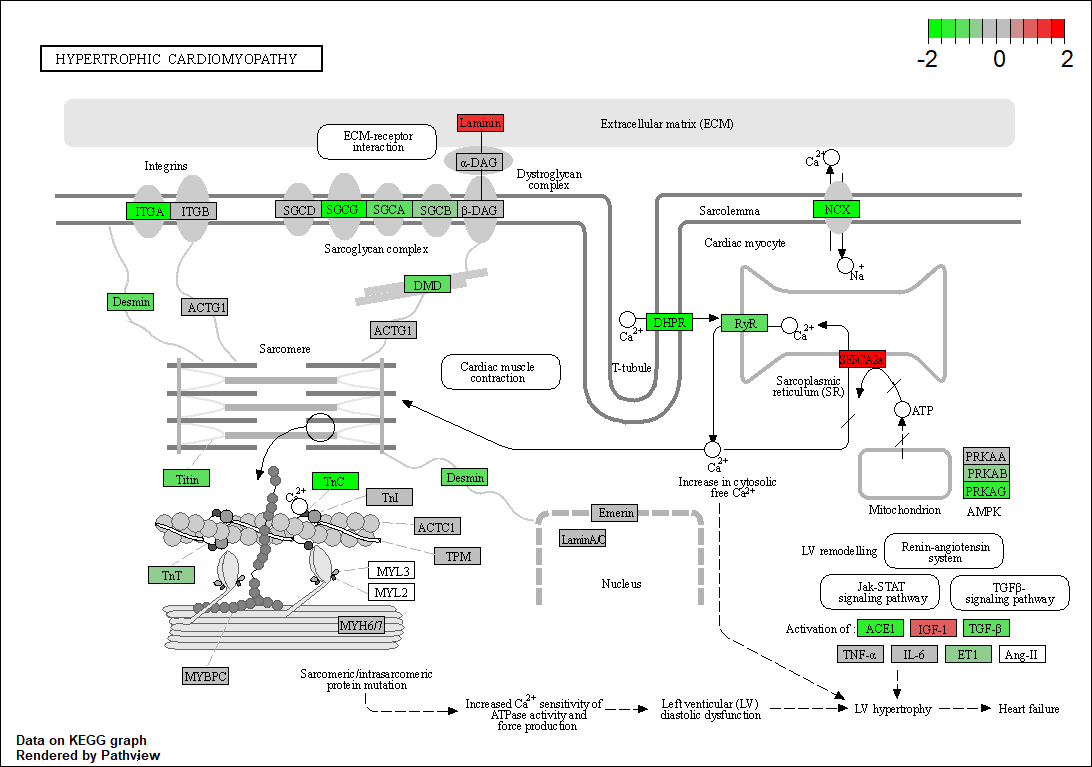 HYPERTROPHIC CARDIOMYOPATHY
-2 0 2
Laminin
Extracellular matrix (ECM)
ECM-receptor
interaction
α-DAG
Integrins
Dystroglycan
complex
Ca2+
ITGA
ITGB
SGCD
SGCG
SGCA
SGCB
β-DAG
Sarcolemma
NCX
Sarcoglycan complex
Cardiac myocyte
Na+
Desmin
ACTG1
DMD
ACTG1
Ca2+
DHPR
RyR
Ca2+
Sarcomere
Cardiac muscle
contraction
T-tubule
SERCA2a
Sarcoplasmic
reticulum (SR)
ATP
Ca2+
Increase in cytosolic
free Ca2+
Mitochondrion
PRKAA
PRKAB
PRKAG
AMPK
Titin
TnC
Ca2+
TnI
Desmin
ACTC1
Emerin
LaminA/C
TPM
TnT
MYL3
MYL2
Nucleus
MYH6/7
MYBPC
LV remodelling
Renin-angiotensin
system
Jak-STAT
signaling pathway
TGFβ-
signaling pathway
Activation of :
ACE1
IGF-1
TGF-β
TNF-α
IL-6
ET1
Ang-II
Sarcomeric/intrasarcomeric
protein mutation
Increased Ca2+ sensitivity of
ATPase activity and
force production
Left venticular (LV)
diastolic dysfunction
LV hypertrophy
Heart failure
Data on KEGG graph
Rendered by Pathview